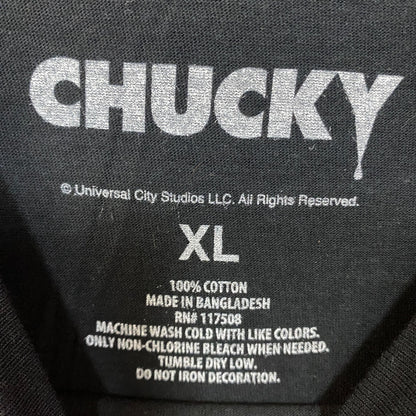 CHUCKY
© Universal City Studios LLC. All Rights Reserved.
XL
100% COTTON
MADE IN BANGLADESH
RN# 117508
MACHINE WASH COLD WITH LIKE COLORS.
ONLY NON-CHLORINE BLEACH WHEN NEEDED.
TUMBLE DRY LOW.
DO NOT IRON DECORATION.